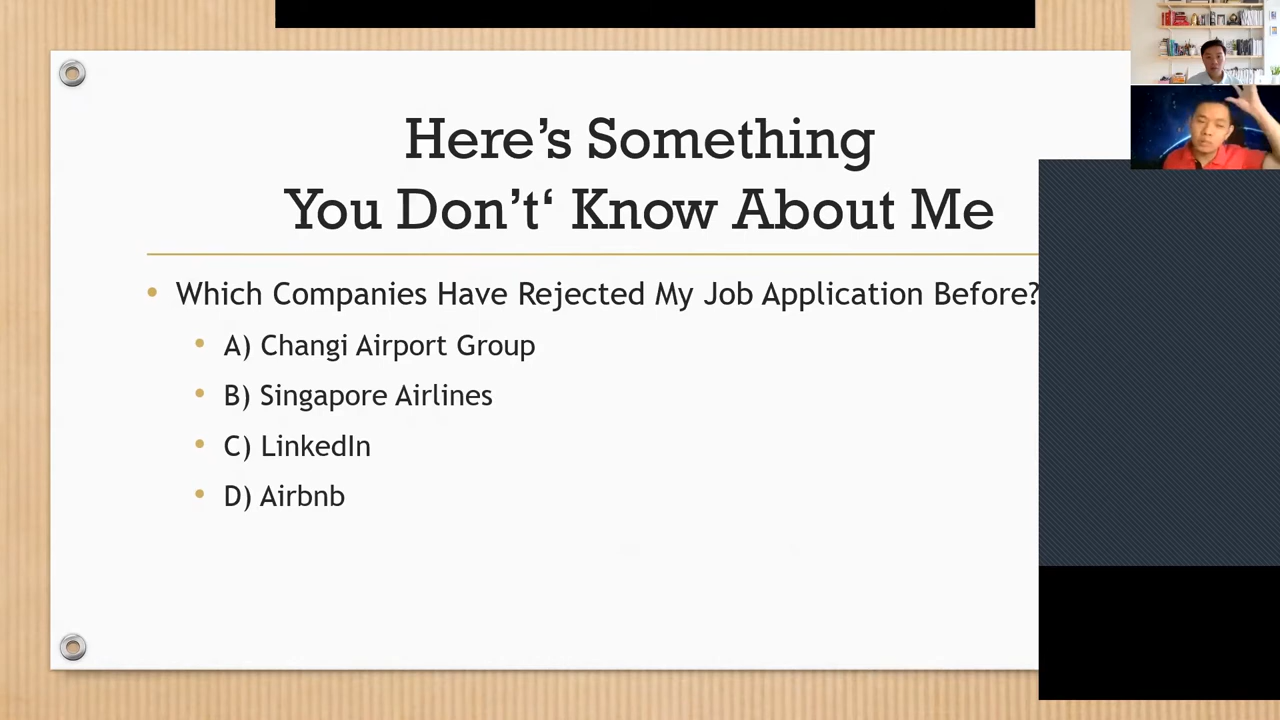 Here’s Something
You Don’t‘ Know About Me
• Which Companies Have Rejected My Job Application Before?
• A) Changi Airport Group
• B) Singapore Airlines
• C) LinkedIn
• D) Airbnb